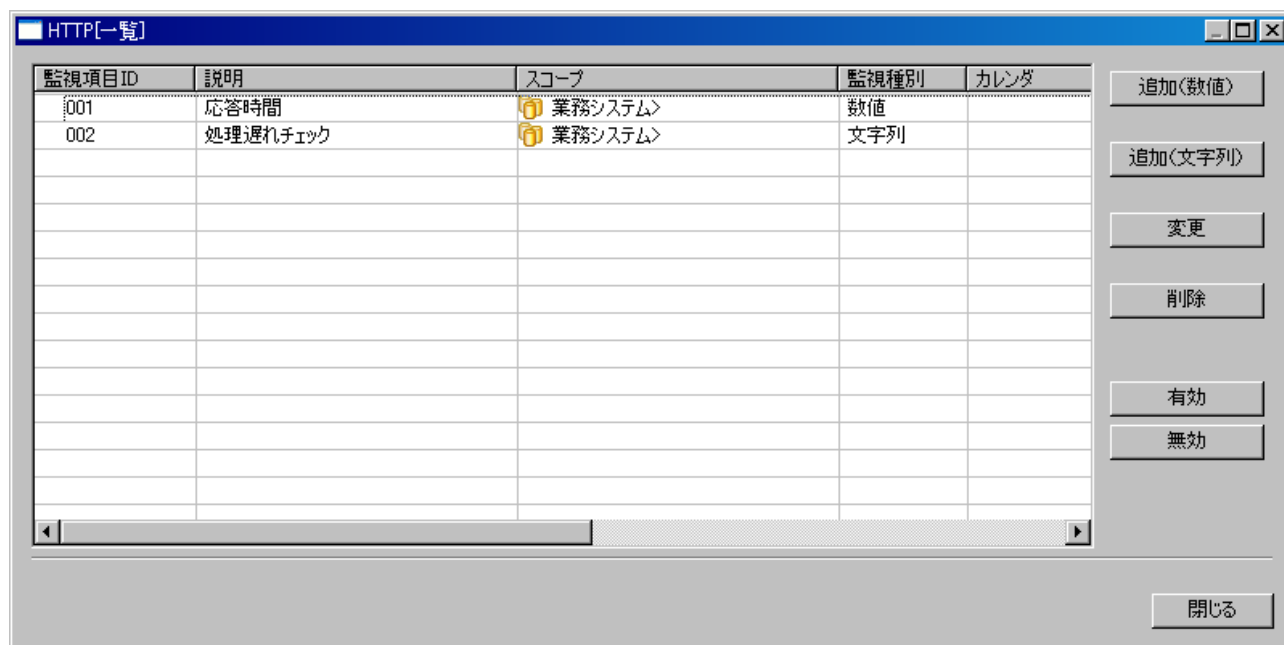 HTTP[一覧]
監視項目ID 説明 スコープ 監視種別 カレンダ
001 応答時間 業務システム> 数値
002 処理遅れチェック 業務システム> 文字列
追加(数値)
追加(文字列)
変更
削除
有効
無効
閉じる